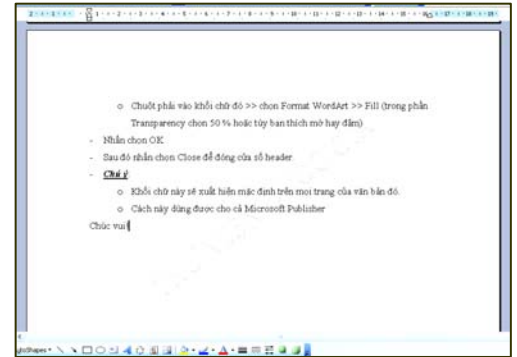 o Chuột phải vào khối chữ đó >> chọn Format WordArt >> Fill (trong phần
Transparency chọn 50 % hoặc tùy bạn thích mờ hay đậm)
- Nhấn chọn OK
- Sau đó nhấn chọn Close để đóng cửa sổ header
- Chú ý
o Khối chữ này sẽ xuất hiện mặc định trên mọi trang của văn bản đó.
o Cách này dùng được cho cả Microsoft Publisher
Chúc vui!